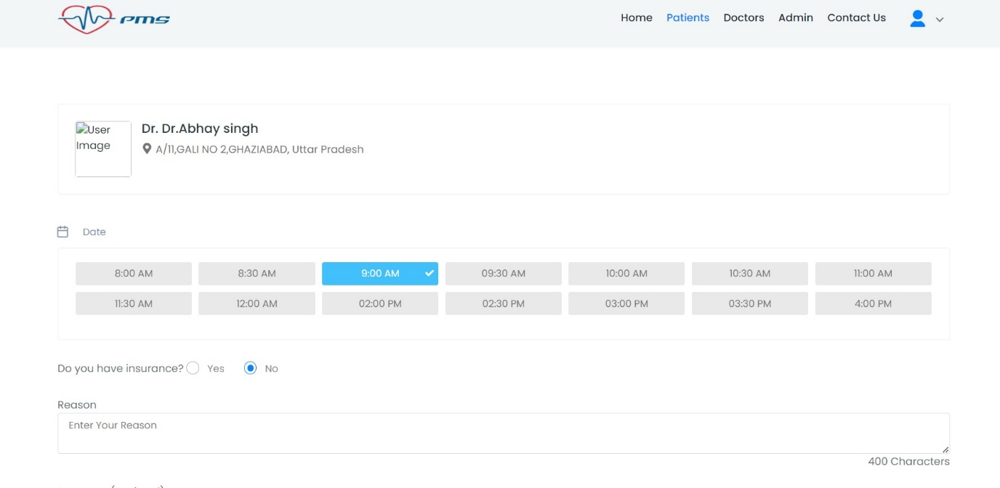 PMS
Home Patients Doctors Admin Contact Us
User Image
Dr. Dr.Abhay singh
A/11,GALI NO 2,GHAZIABAD, Uttar Pradesh
Date
8:00 AM 8:30 AM 9:00 AM 09:30 AM 10:00 AM 10:30 AM 11:00 AM
11:30 AM 12:00 AM 02:00 PM 02:30 PM 03:00 PM 03:30 PM 4:00 PM
Do you have insurance? Yes No
Reason
Enter Your Reason
400 Characters